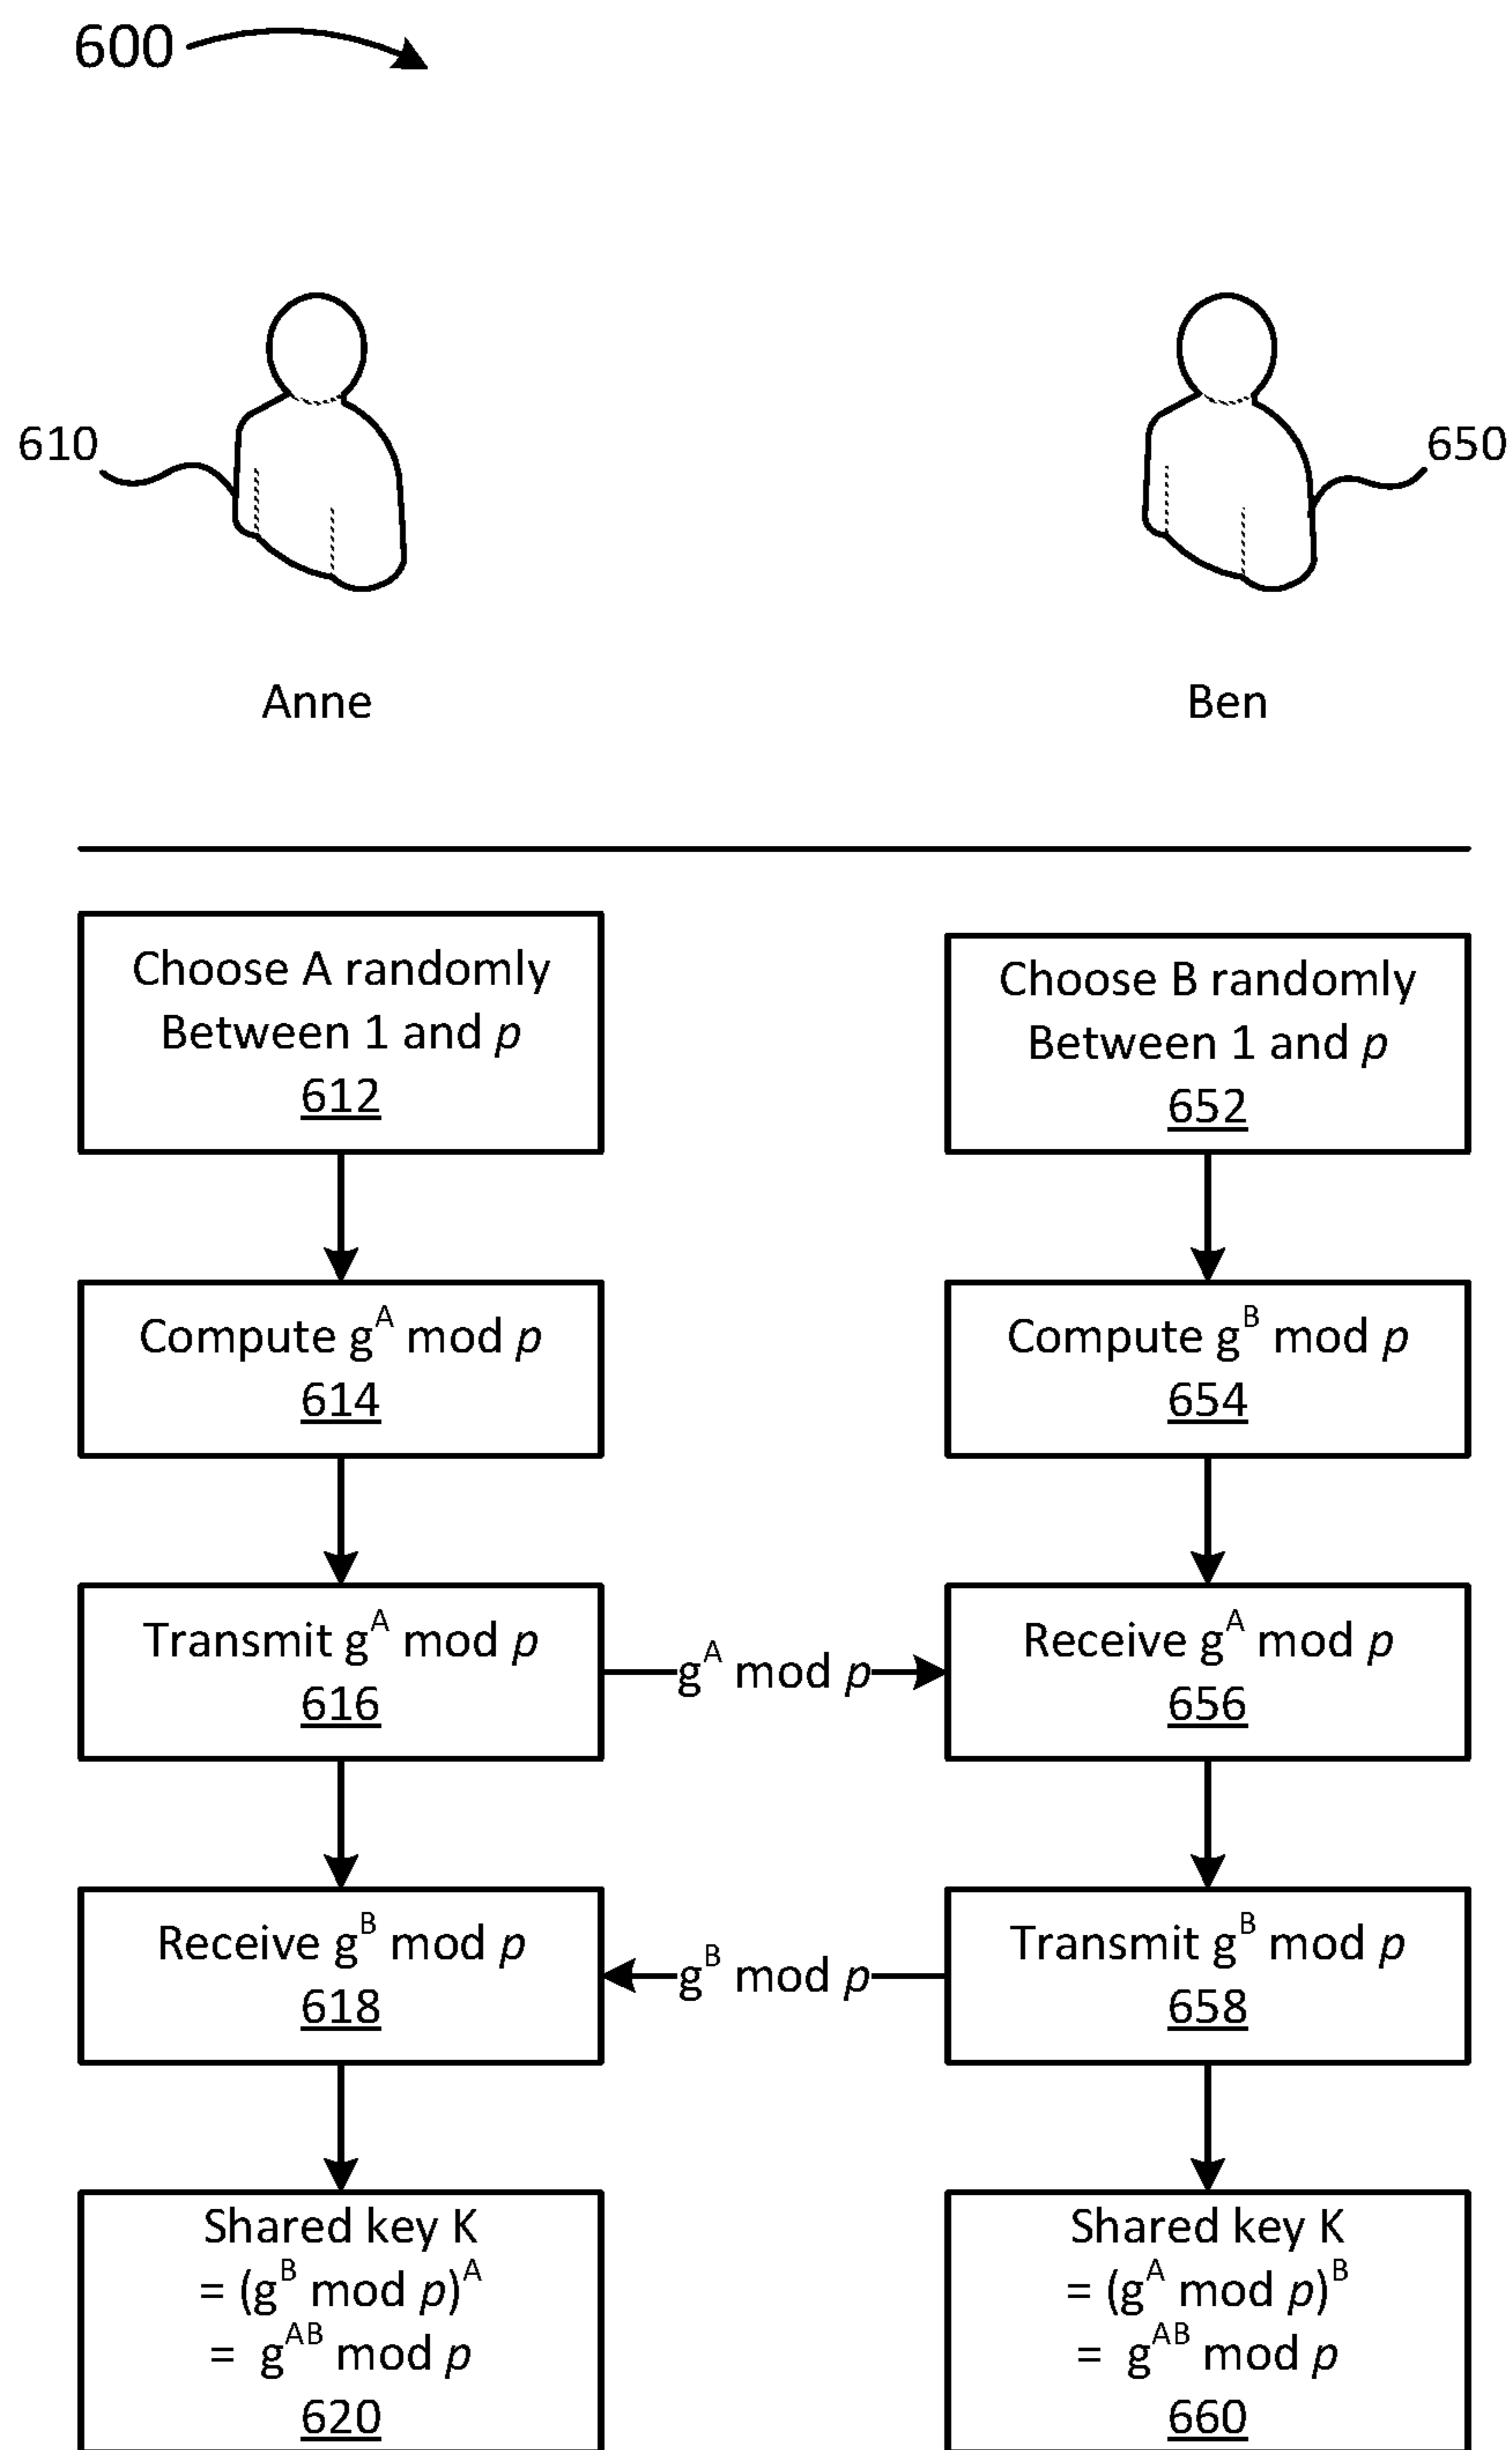 600
610
650
Anne
Ben
Choose A randomly
Between 1 and p
612
Choose B randomly
Between 1 and p
652
Compute g^A mod p
614
Compute g^B mod p
654
Transmit g^A mod p
616
g^A mod p
Receive g^A mod p
656
Receive g^B mod p
618
g^B mod p
Transmit g^B mod p
658
Shared key K
= (g^B mod p)^A
= g^AB mod p
620
Shared key K
= (g^A mod p)^B
= g^AB mod p
660